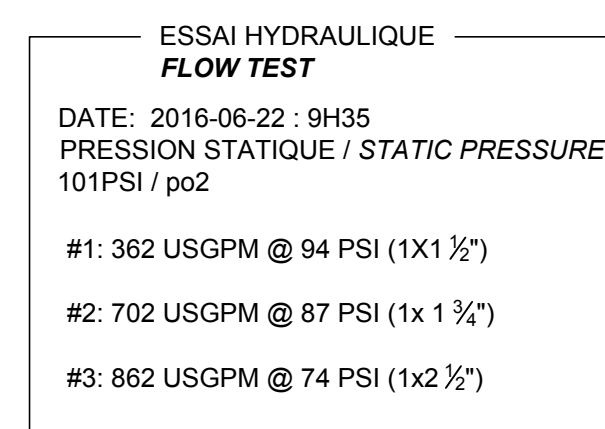 ESSAI HYDRAULIQUE
FLOW TEST
DATE: 2016-06-22 : 9H35
PRESSION STATIQUE / STATIC PRESSURE
101PSI / po2
#1: 362 USGPM @ 94 PSI (1X1 ½")
#2: 702 USGPM @ 87 PSI (1x 1 ¾")
#3: 862 USGPM @ 74 PSI (1x2 ½")